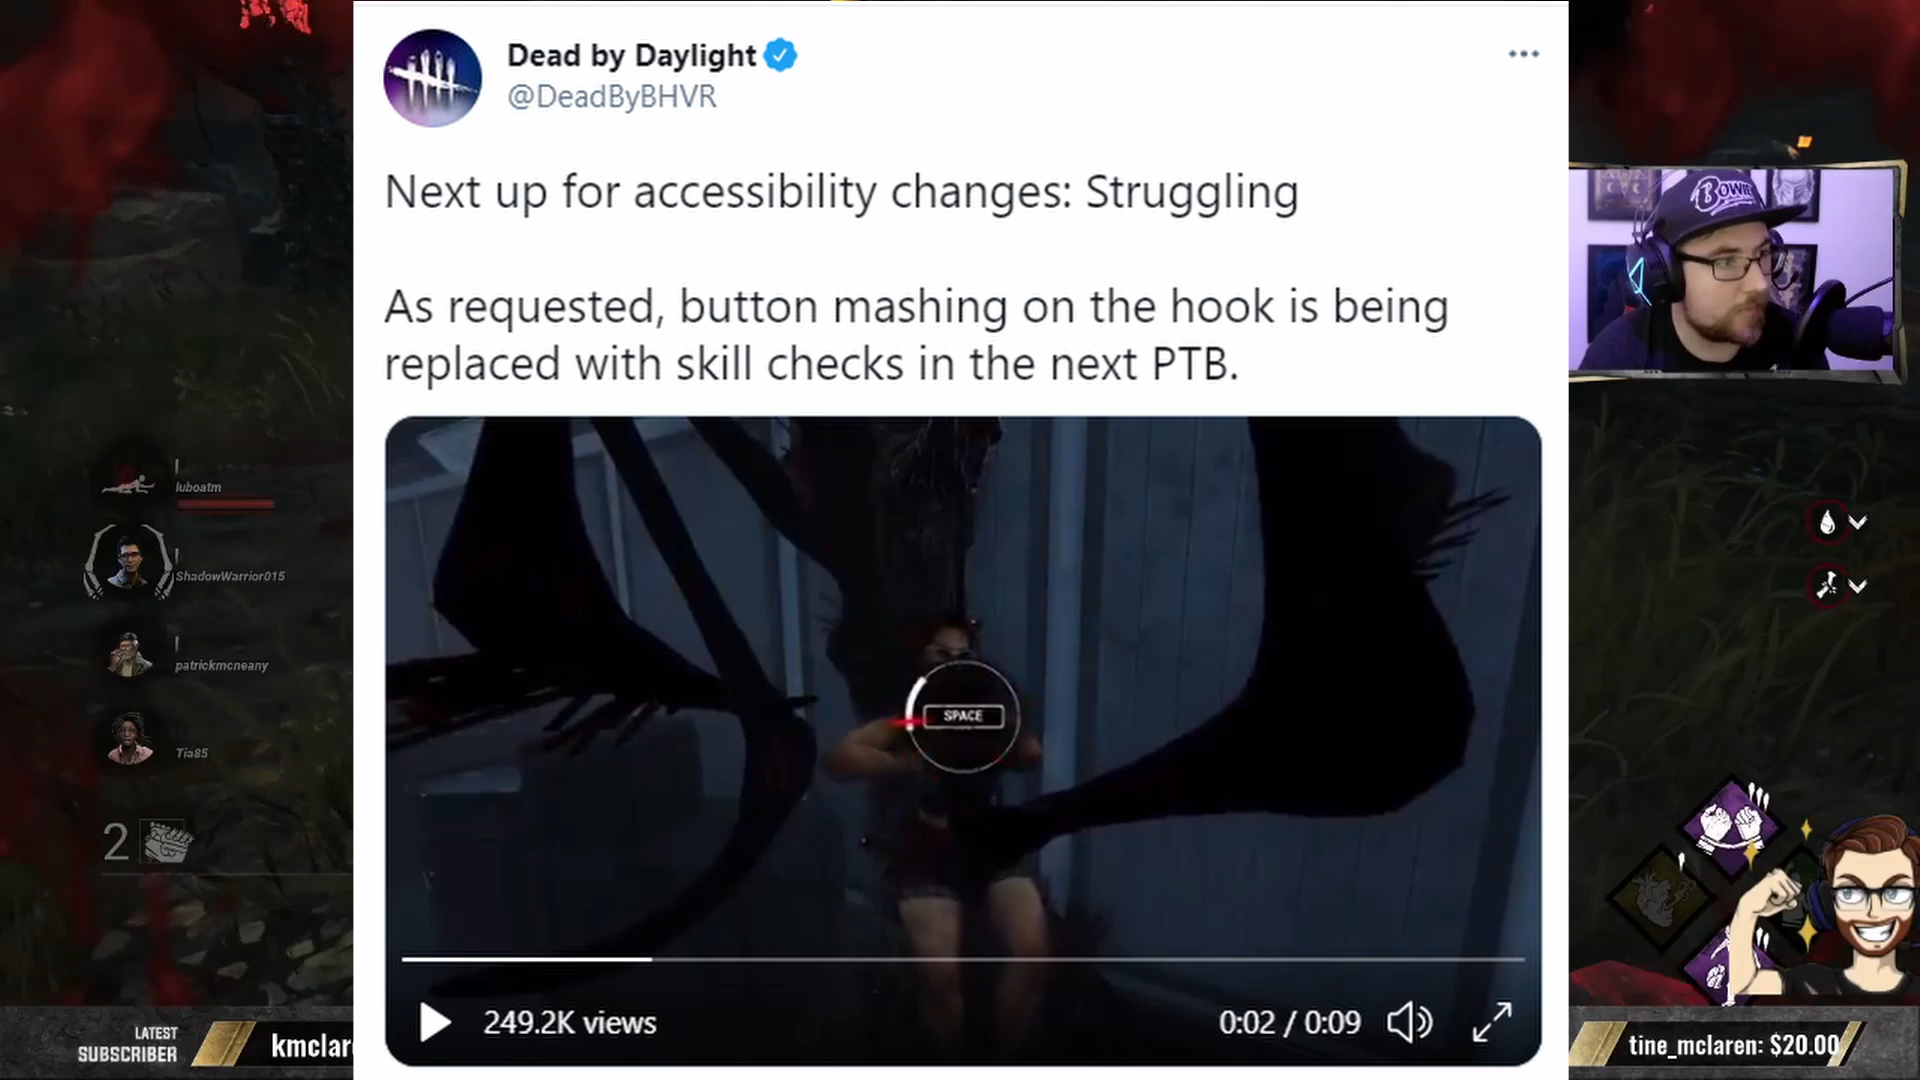 Dead by Daylight
@DeadByBHVR
Next up for accessibility changes: Struggling
As requested, button mashing on the hook is being
replaced with skill checks in the next PTB.
BOWIE
luboatm
ShadowWarrior015
patrickmcneany
Tia85
2
SPACE
249.2K views
0:02 / 0:09
LATEST
SUBSCRIBER
kmclar
tine_mclaren: $20.00